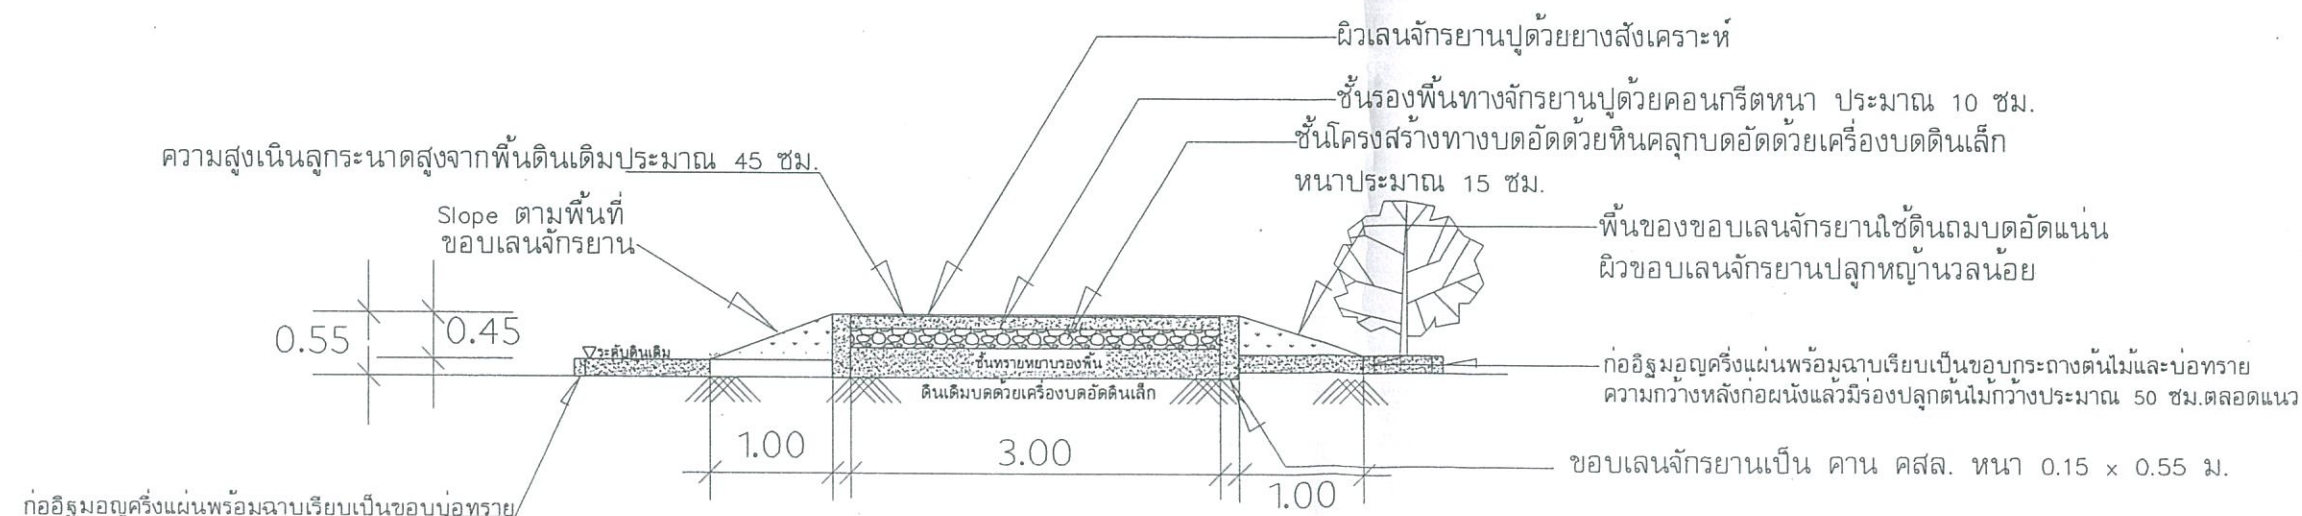 ผิวเลนจักรยานปูด้วยยางสังเคราะห์
ชั้นรองพื้นทางจักรยานปูด้วยคอนกรีตหนา ประมาณ 10 ซม.
ชั้นโครงสร้างทางบดอัดด้วยหินคลุกบดอัดด้วยเครื่องบดดินเล็ก
หนาประมาณ 15 ซม.
ความสูงเนินลูกระนาดสูงจากพื้นดินเดิมประมาณ 45 ซม.
Slope ตามพื้นที่
ขอบเลนจักรยาน
พื้นของขอบเลนจักรยานใช้ดินถมบดอัดแน่น
ผิวขอบเลนจักรยานปลูกหญ้านวลน้อย
0.55
0.45
ระดับดินเดิม
ชั้นทรายหยาบรองพื้น
ดินเดิมบดด้วยเครื่องบดอัดดินเล็ก
ก่ออิฐมอญครึ่งแผ่นพร้อมฉาบเรียบเป็นขอบกระถางต้นไม้และบ่อทราย
ความกว้างหลังก่อผนังแล้วมีร่องปลูกต้นไม้กว้างประมาณ 50 ซม.ตลอดแนว
1.00
3.00
1.00
ขอบเลนจักรยานเป็น คาน คสล. หนา 0.15 x 0.55 ม.
ก่ออิฐมอญครึ่งแผ่นพร้อมฉาบเรียบเป็นขอบบ่อทราย